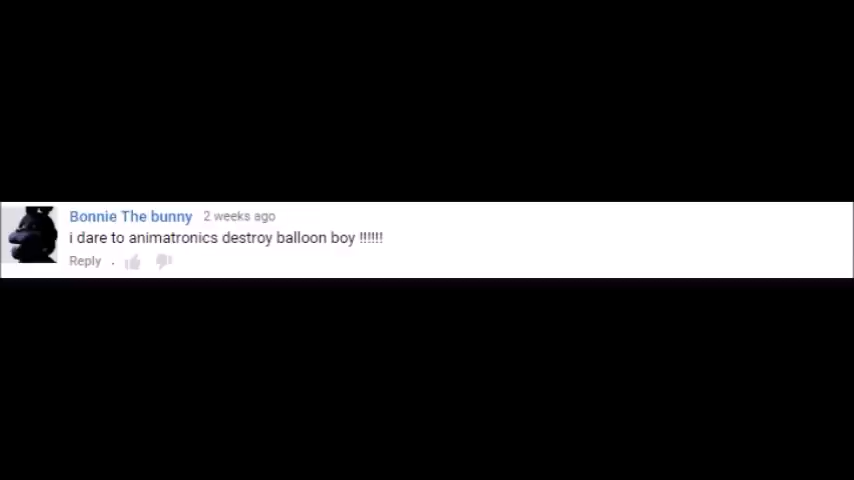 Bonnie The bunny 2 weeks ago
i dare to animatronics destroy balloon boy !!!!!!
Reply .